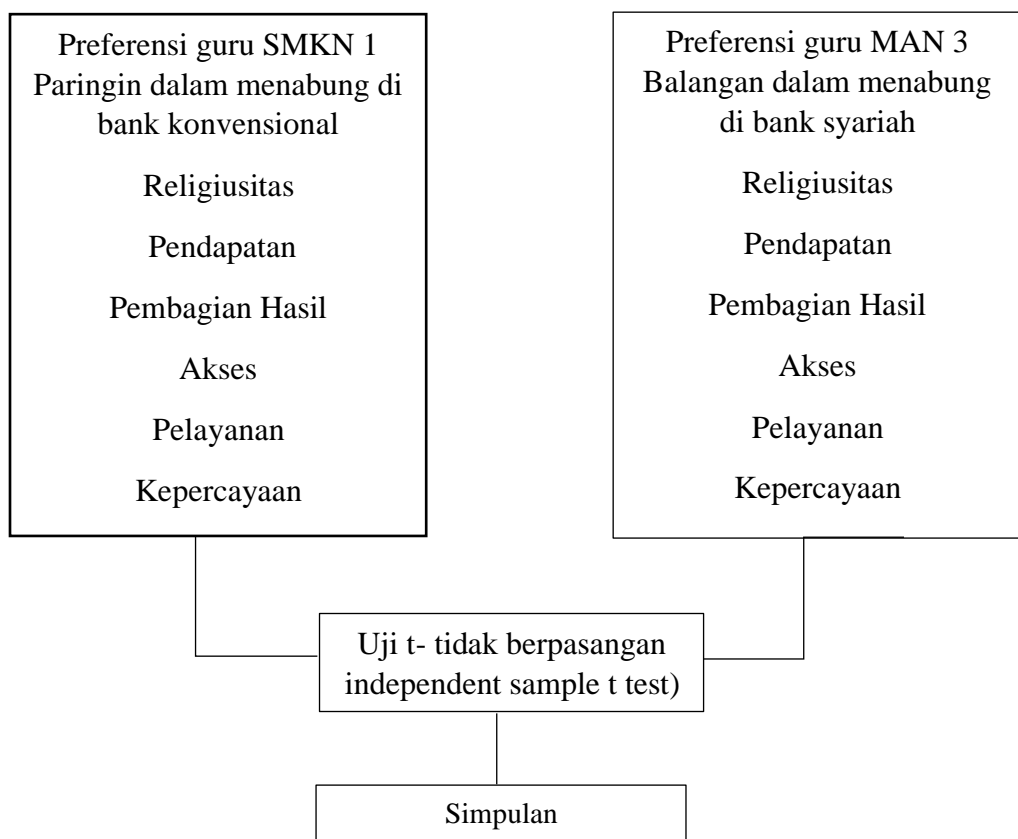 Preferensi guru SMKN 1
Paringin dalam menabung di
bank konvensional
Religiusitas
Pendapatan
Pembagian Hasil
Akses
Pelayanan
Kepercayaan
Preferensi guru MAN 3
Balangan dalam menabung
di bank syariah
Religiusitas
Pendapatan
Pembagian Hasil
Akses
Pelayanan
Kepercayaan
Uji t- tidak berpasangan
independent sample t test)
Simpulan